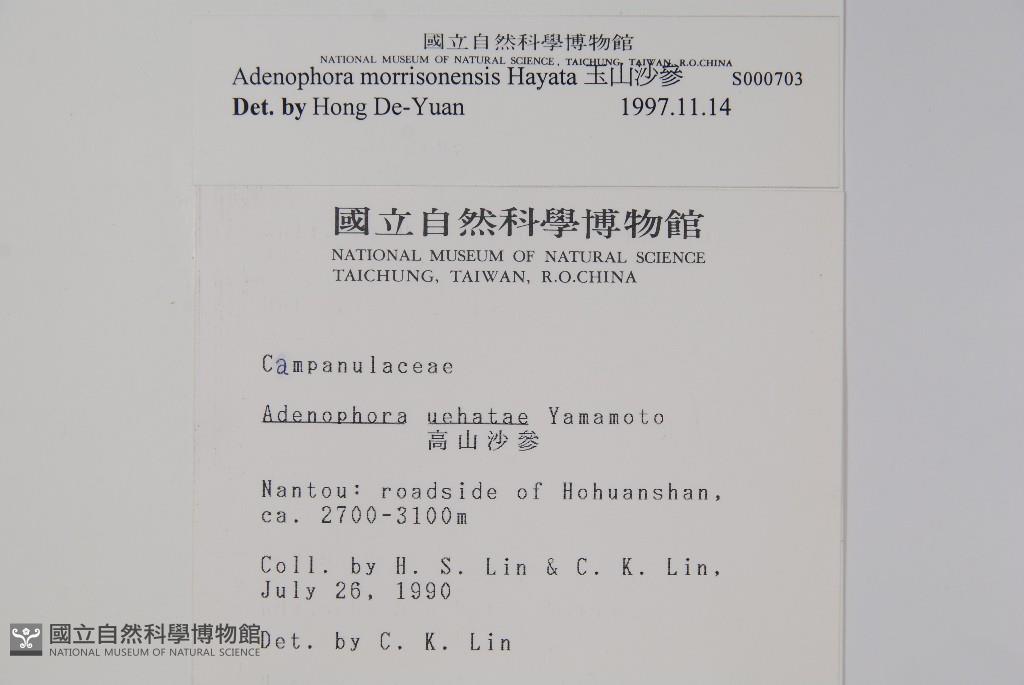 國立自然科學博物館
NATIONAL MUSEUM OF NATURAL SCIENCE, TAICHUNG, TAIWAN, R.O.CHINA
Adenophora morrisonensis Hayata 玉山沙參 S000703
Det. by Hong De-Yuan 1997.11.14
國立自然科學博物館
NATIONAL MUSEUM OF NATURAL SCIENCE
TAICHUNG, TAIWAN, R.O.CHINA
Campanulaceae
Adenophora uehatae Yamamoto
高山沙參
Nantou: roadside of Hohuanshan,
ca. 2700-3100m
Coll. by H. S. Lin & C. K. Lin,
July 26, 1990
Det. by C. K. Lin
國立自然科學博物館
NATIONAL MUSEUM OF NATURAL SCIENCE